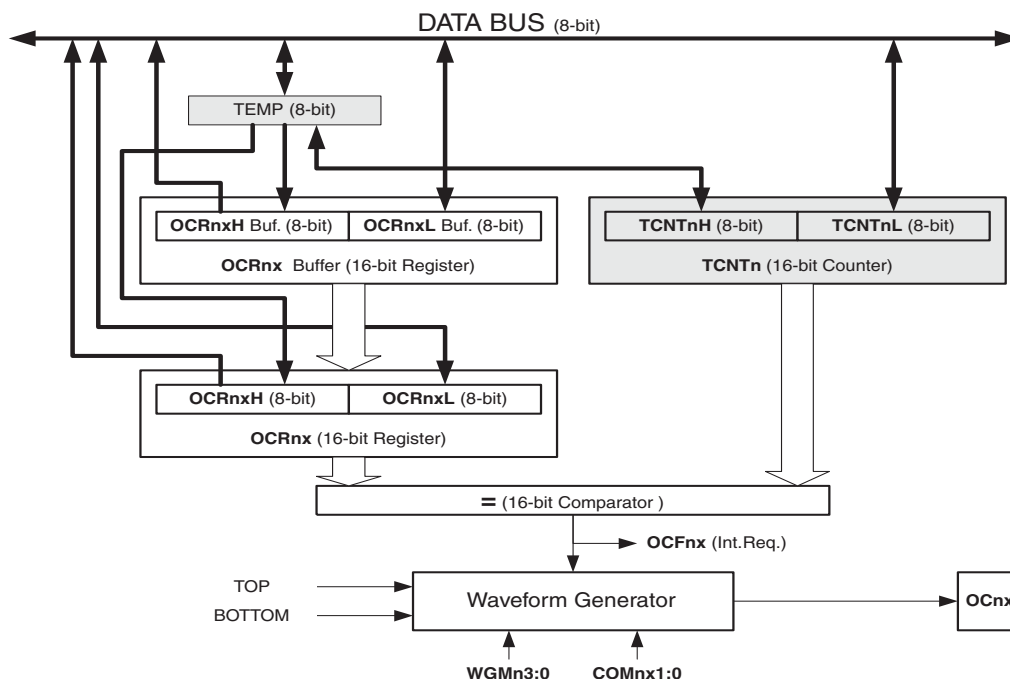 DATA BUS (8-bit)
TEMP (8-bit)
OCRnxH Buf. (8-bit) OCRnxL Buf. (8-bit)
OCRnx Buffer (16-bit Register)
TCNTnH (8-bit) TCNTnL (8-bit)
TCNTn (16-bit Counter)
OCRnxH (8-bit) OCRnxL (8-bit)
OCRnx (16-bit Register)
= (16-bit Comparator )
OCFnx (Int.Req.)
TOP
BOTTOM
Waveform Generator
OCnx
WGMn3:0 COMnx1:0